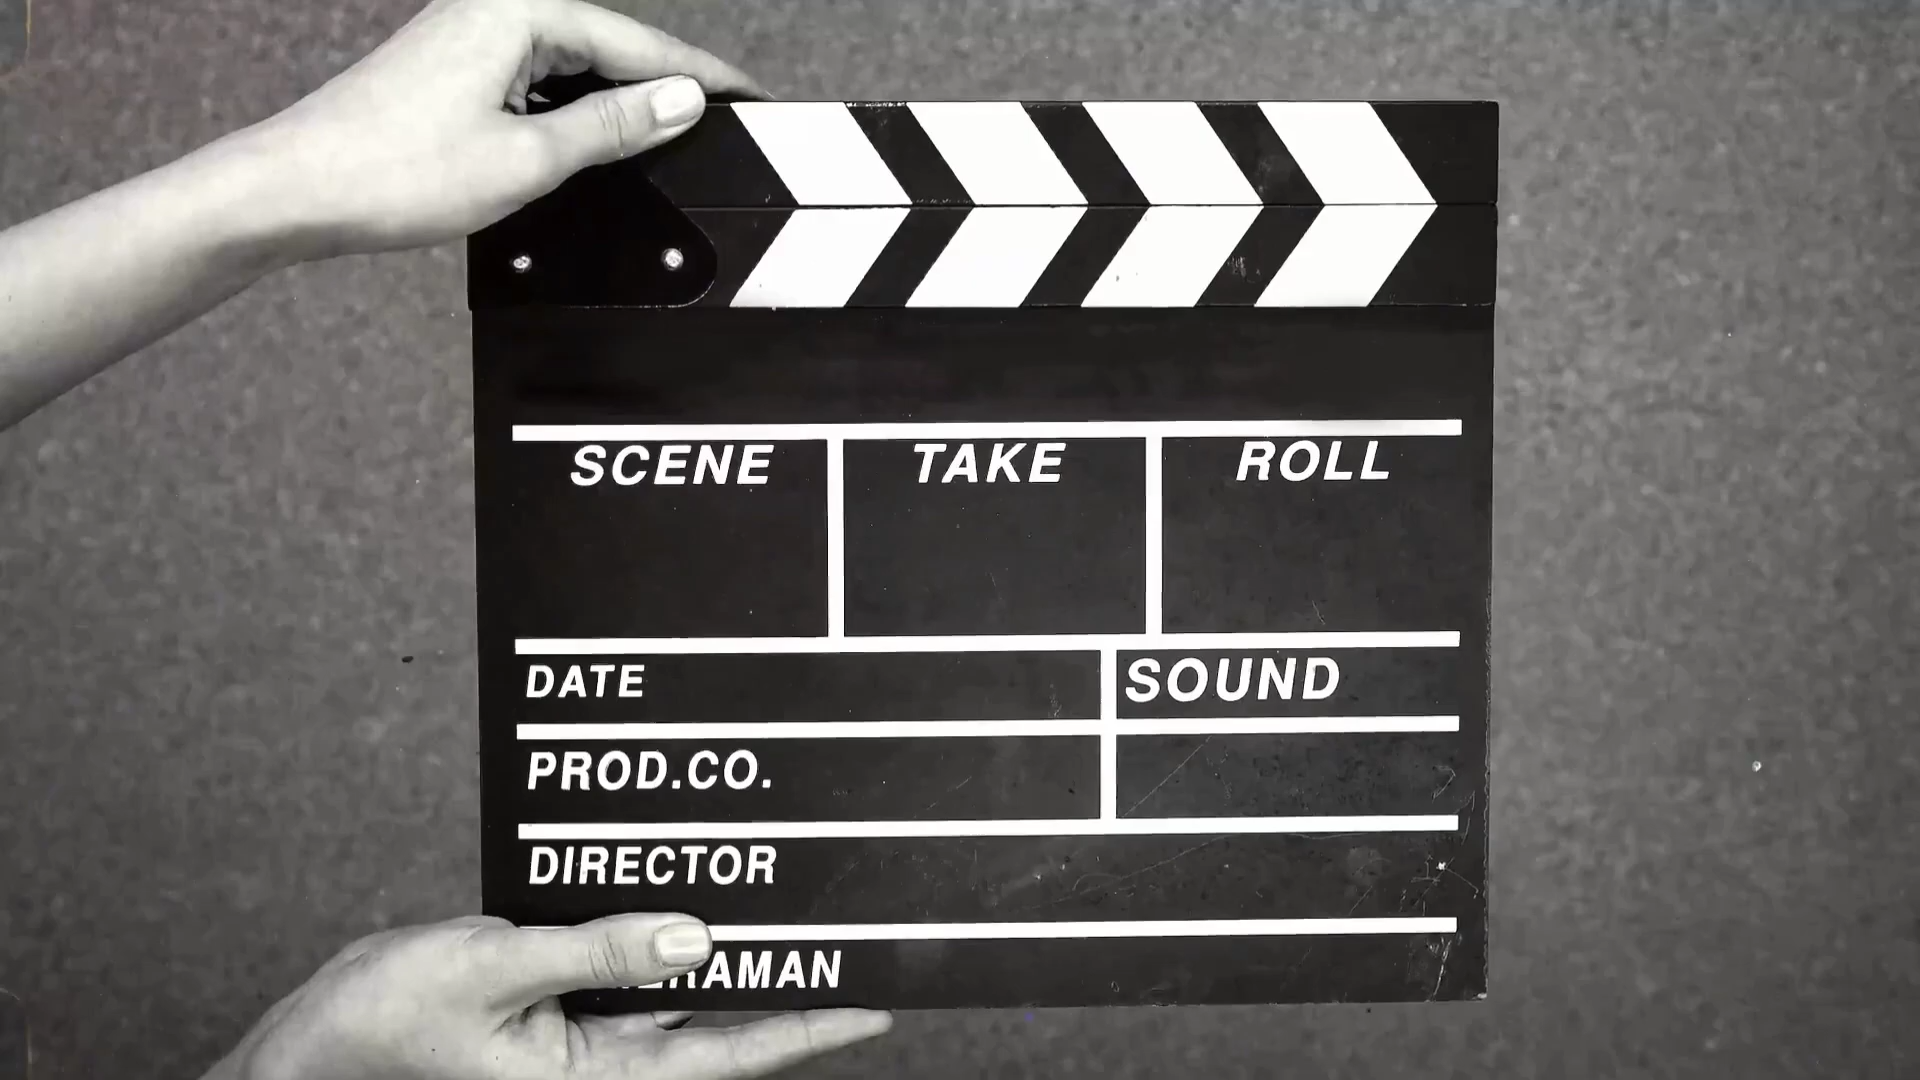 SCENE TAKE ROLL
DATE SOUND
PROD.CO.
DIRECTOR